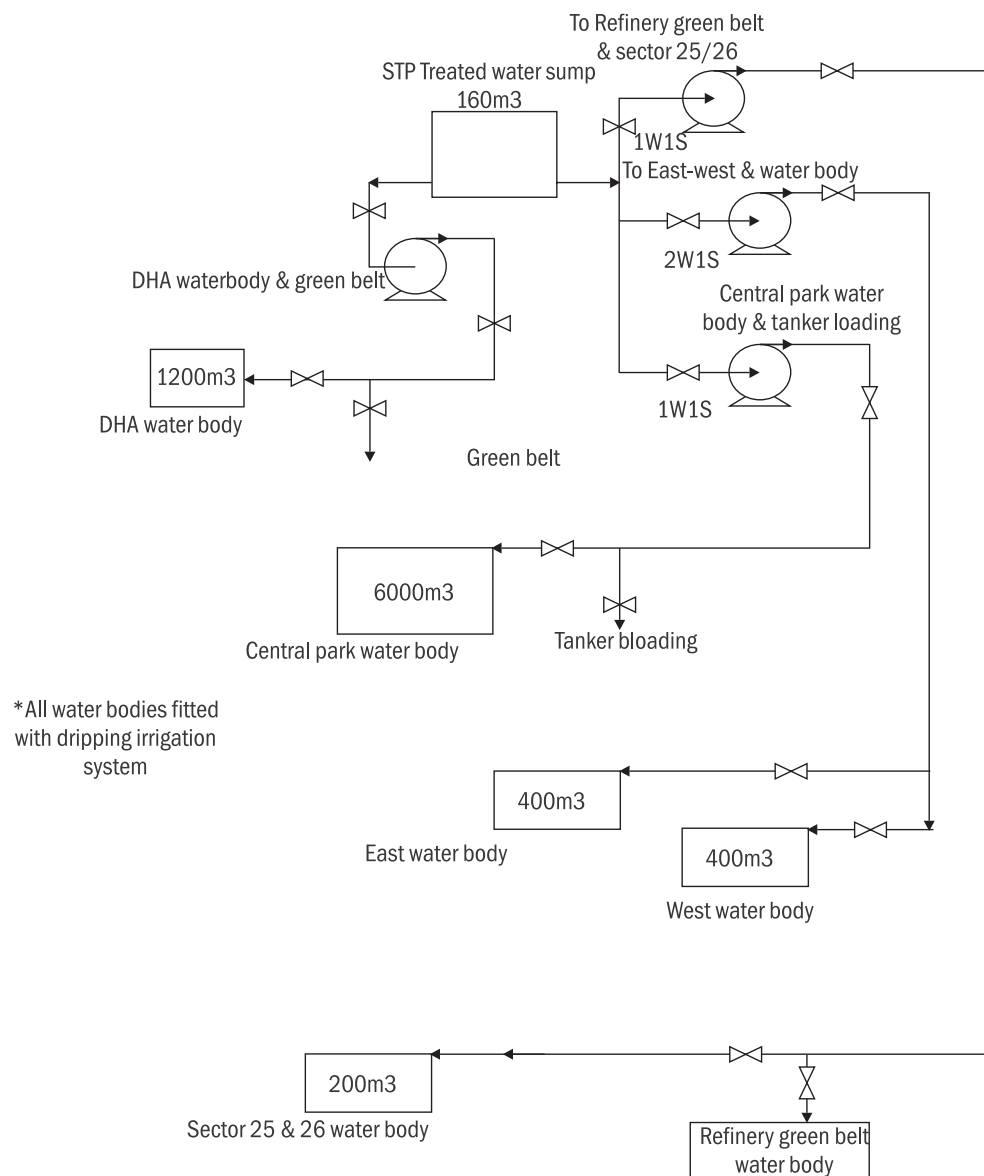 To Refinery green belt
& sector 25/26
STP Treated water sump
160m3
1W1S
To East-west & water body
2W1S
DHA waterbody & green belt
Central park water
body & tanker loading
1W1S
1200m3
DHA water body
Green belt
6000m3
Central park water body
Tanker bloading
*All water bodies fitted
with dripping irrigation
system
400m3
East water body
400m3
West water body
200m3
Sector 25 & 26 water body
Refinery green belt
water body